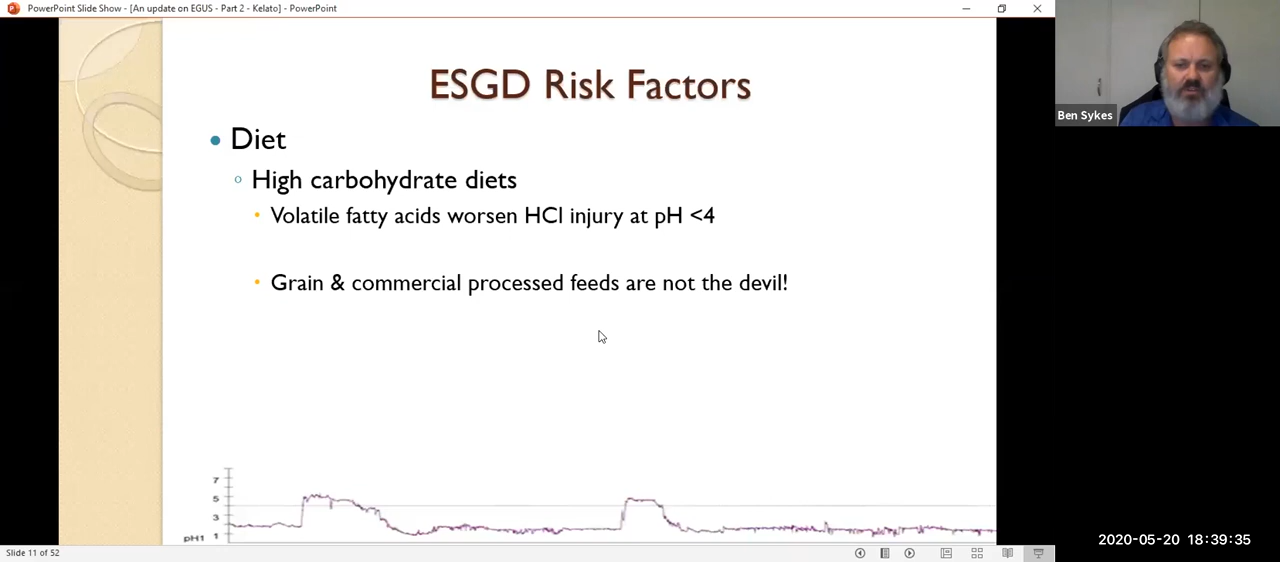 PowerPoint Slide Show - [An update on EGUS - Part 2 - Kelato] - PowerPoint
ESGD Risk Factors
Diet
High carbohydrate diets
Volatile fatty acids worsen HCl injury at pH <4
Grain & commercial processed feeds are not the devil!
7
5
3
pH1 1
Slide 11 of 52
Ben Sykes
2020-05-20 18:39:35